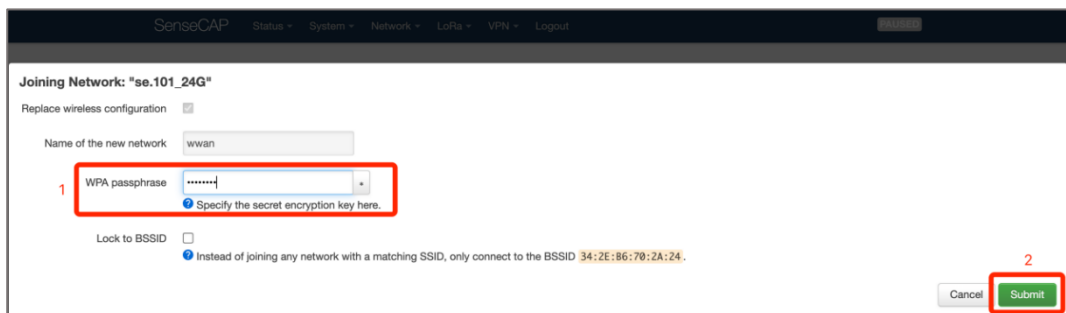 SenseCAP Status System Network LoRa VPN Logout PAUSED
Joining Network: "se.101_24G"
Replace wireless configuration
Name of the new network wwan
1 WPA passphrase •••••••• *
Specify the secret encryption key here.
Lock to BSSID
Instead of joining any network with a matching SSID, only connect to the BSSID 34:2E:B6:70:2A:24.
2
Cancel Submit